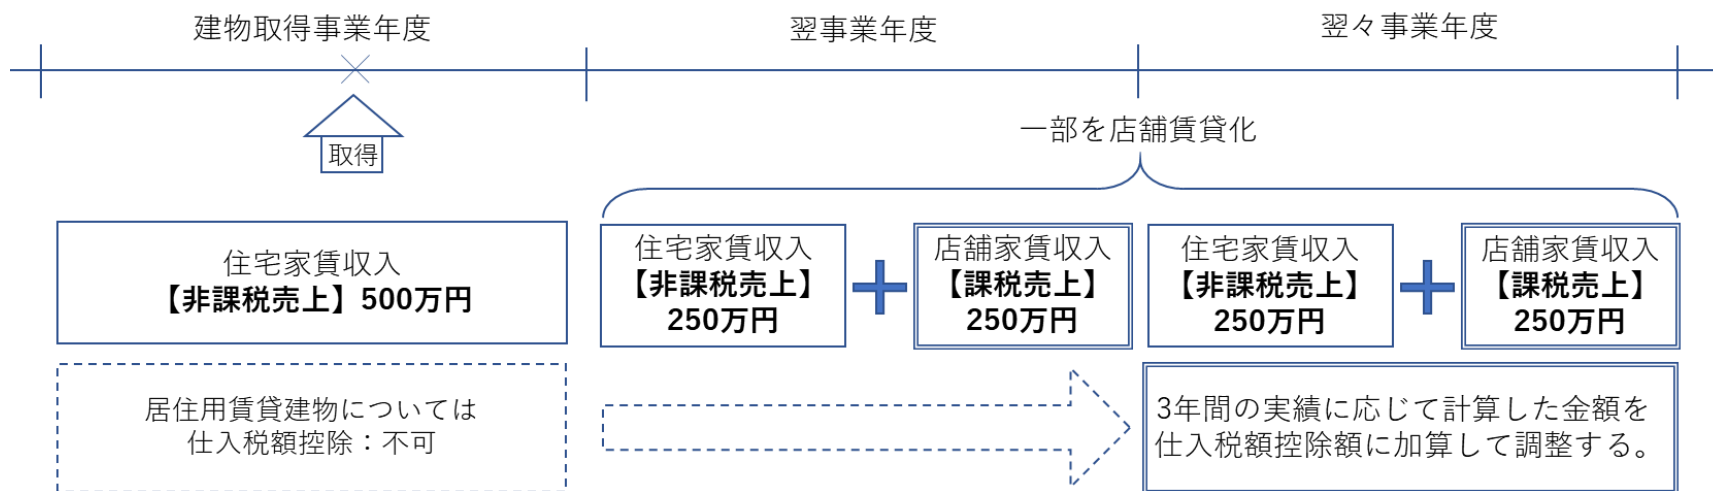 建物取得事業年度
翌事業年度
翌々事業年度
取得
一部を店舗賃貸化
住宅家賃収入
【非課税売上】500万円
住宅家賃収入
【非課税売上】
250万円
店舗家賃収入
【課税売上】
250万円
住宅家賃収入
【非課税売上】
250万円
店舗家賃収入
【課税売上】
250万円
居住用賃貸建物については
仕入税額控除：不可
3年間の実績に応じて計算した金額を
仕入税額控除額に加算して調整する。